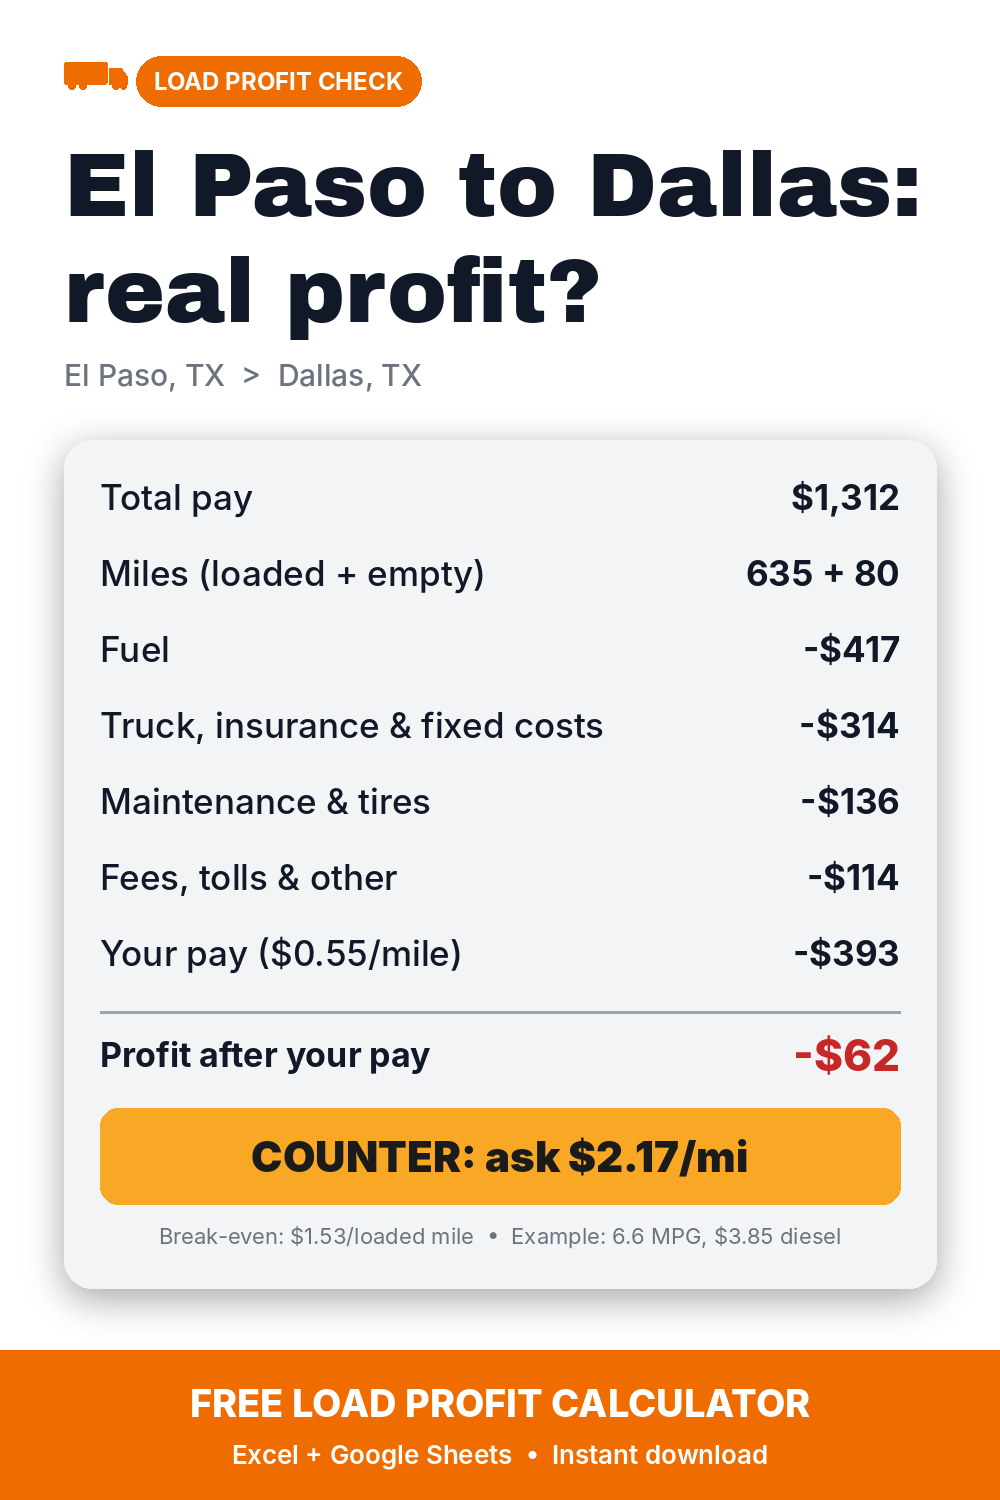 LOAD PROFIT CHECK
El Paso to Dallas:
real profit?
El Paso, TX > Dallas, TX
Total pay $1,312
Miles (loaded + empty) 635 + 80
Fuel -$417
Truck, insurance & fixed costs -$314
Maintenance & tires -$136
Fees, tolls & other -$114
Your pay ($0.55/mile) -$393
Profit after your pay -$62
COUNTER: ask $2.17/mi
Break-even: $1.53/loaded mile • Example: 6.6 MPG, $3.85 diesel
FREE LOAD PROFIT CALCULATOR
Excel + Google Sheets • Instant download